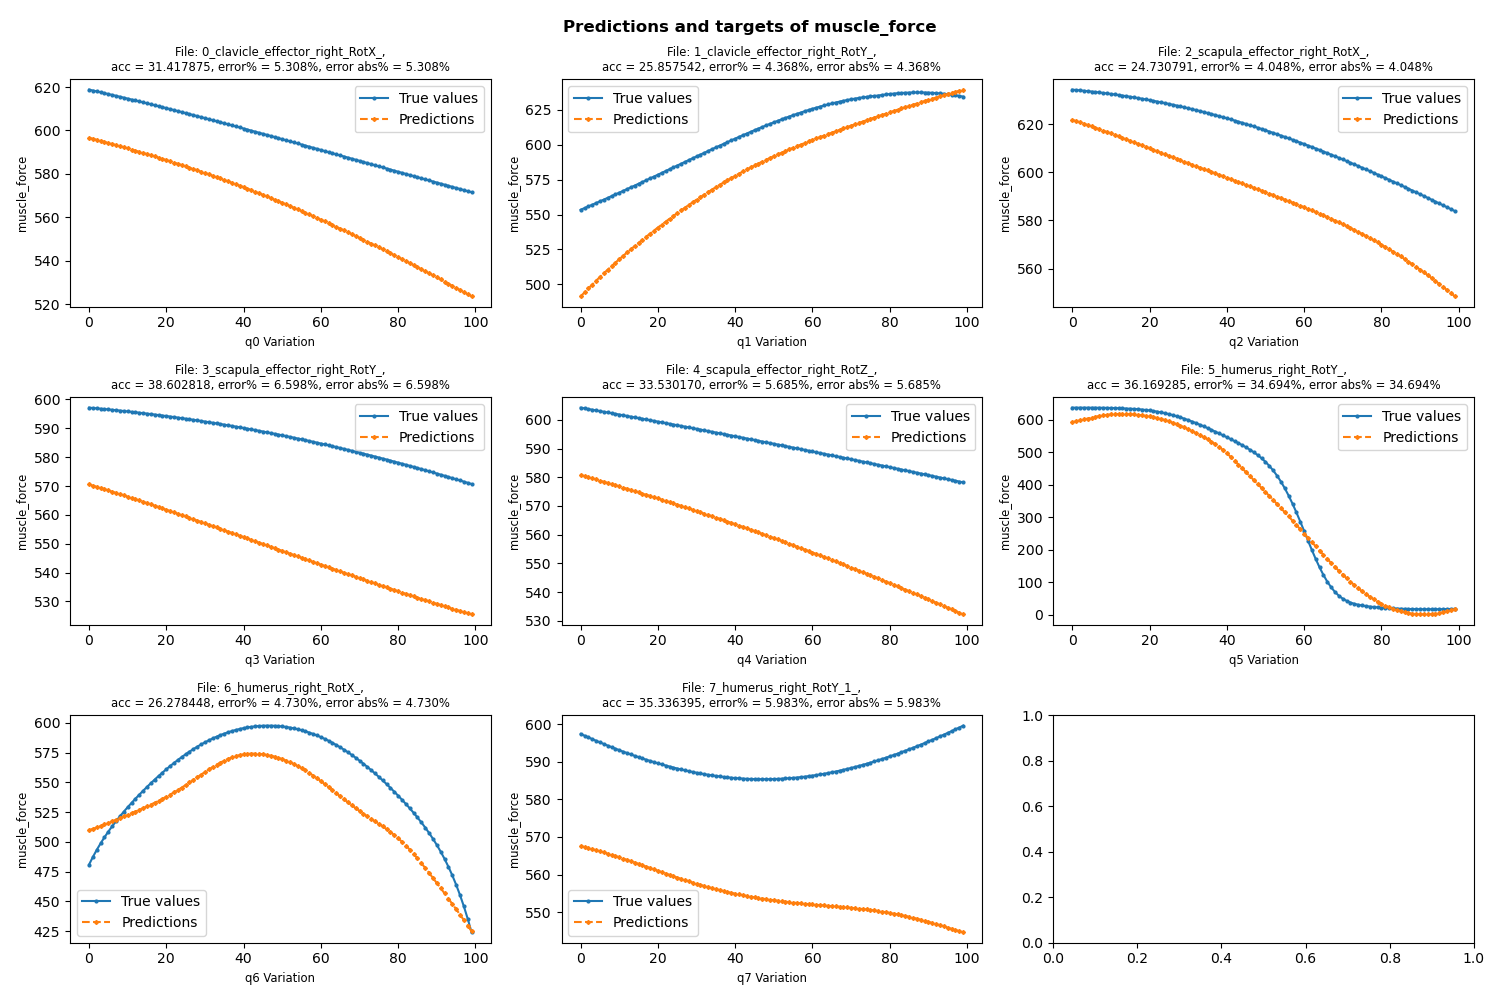 Predictions and targets of muscle_force
File: 0_clavicle_effector_right_RotX_,
acc = 31.417875, error% = 5.308%, error abs% = 5.308%
True values
Predictions
muscle_force
620
600
580
560
540
520
0 20 40 60 80 100
q0 Variation
File: 1_clavicle_effector_right_RotY_,
acc = 25.857542, error% = 4.368%, error abs% = 4.368%
True values
Predictions
muscle_force
625
600
575
550
525
500
0 20 40 60 80 100
q1 Variation
File: 2_scapula_effector_right_RotX_,
acc = 24.730791, error% = 4.048%, error abs% = 4.048%
True values
Predictions
muscle_force
620
600
580
560
0 20 40 60 80 100
q2 Variation
File: 3_scapula_effector_right_RotY_,
acc = 38.602818, error% = 6.598%, error abs% = 6.598%
True values
Predictions
muscle_force
600
590
580
570
560
550
540
530
0 20 40 60 80 100
q3 Variation
File: 4_scapula_effector_right_RotZ_,
acc = 33.530170, error% = 5.685%, error abs% = 5.685%
True values
Predictions
muscle_force
600
590
580
570
560
550
540
530
0 20 40 60 80 100
q4 Variation
File: 5_humerus_right_RotY_,
acc = 36.169285, error% = 34.694%, error abs% = 34.694%
True values
Predictions
muscle_force
600
500
400
300
200
100
0
0 20 40 60 80 100
q5 Variation
File: 6_humerus_right_RotX_,
acc = 26.278448, error% = 4.730%, error abs% = 4.730%
True values
Predictions
muscle_force
600
575
550
525
500
475
450
425
0 20 40 60 80 100
q6 Variation
File: 7_humerus_right_RotY_1_,
acc = 35.336395, error% = 5.983%, error abs% = 5.983%
True values
Predictions
muscle_force
600
590
580
570
560
550
0 20 40 60 80 100
q7 Variation
1.0
0.8
0.6
0.4
0.2
0.0
0.0 0.2 0.4 0.6 0.8 1.0